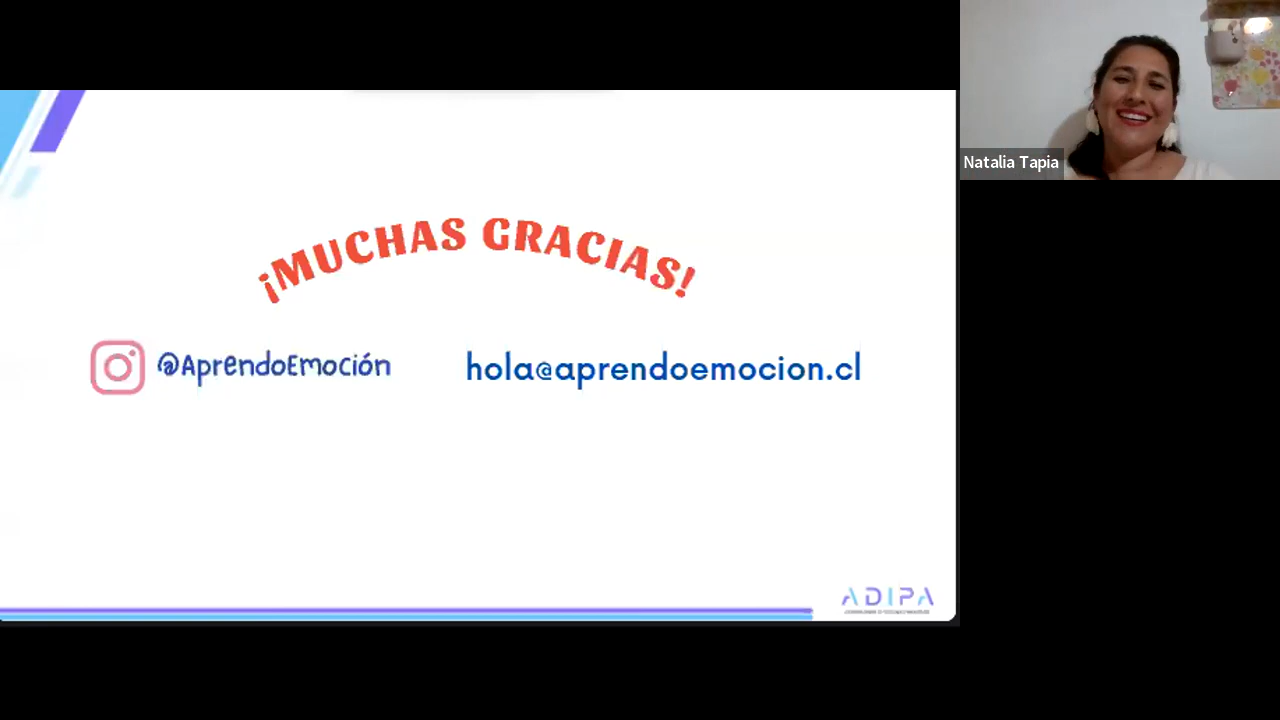 ¡MUCHAS GRACIAS!
@AprendoEmoción
hola@aprendoemocion.cl
ADIPA
Natalia Tapia